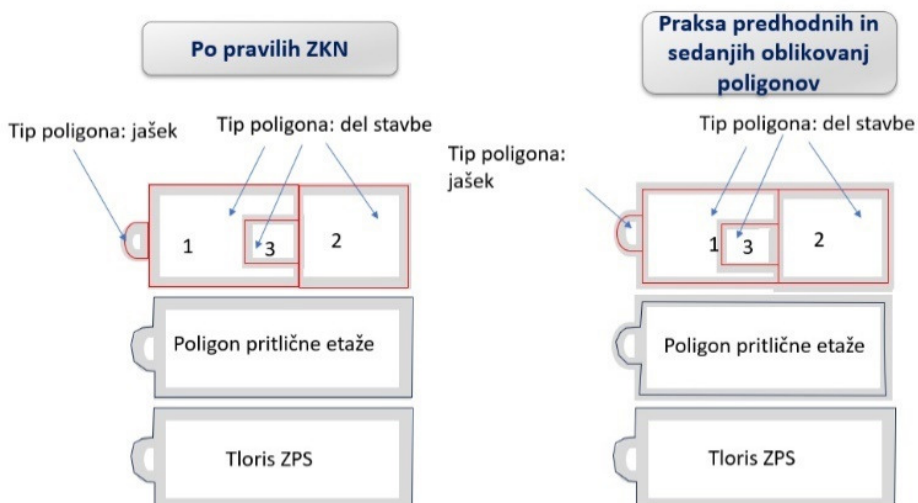 Po pravilih ZKN
Tip poligona: jašek
Tip poligona: del stavbe
1
3
2
Poligon pritlične etaže
Tloris ZPS
Praksa predhodnih in
sedanjih oblikovanj
poligonov
Tip poligona: del stavbe
Tip poligona:
jašek
1
3
2
Poligon pritlične etaže
Tloris ZPS